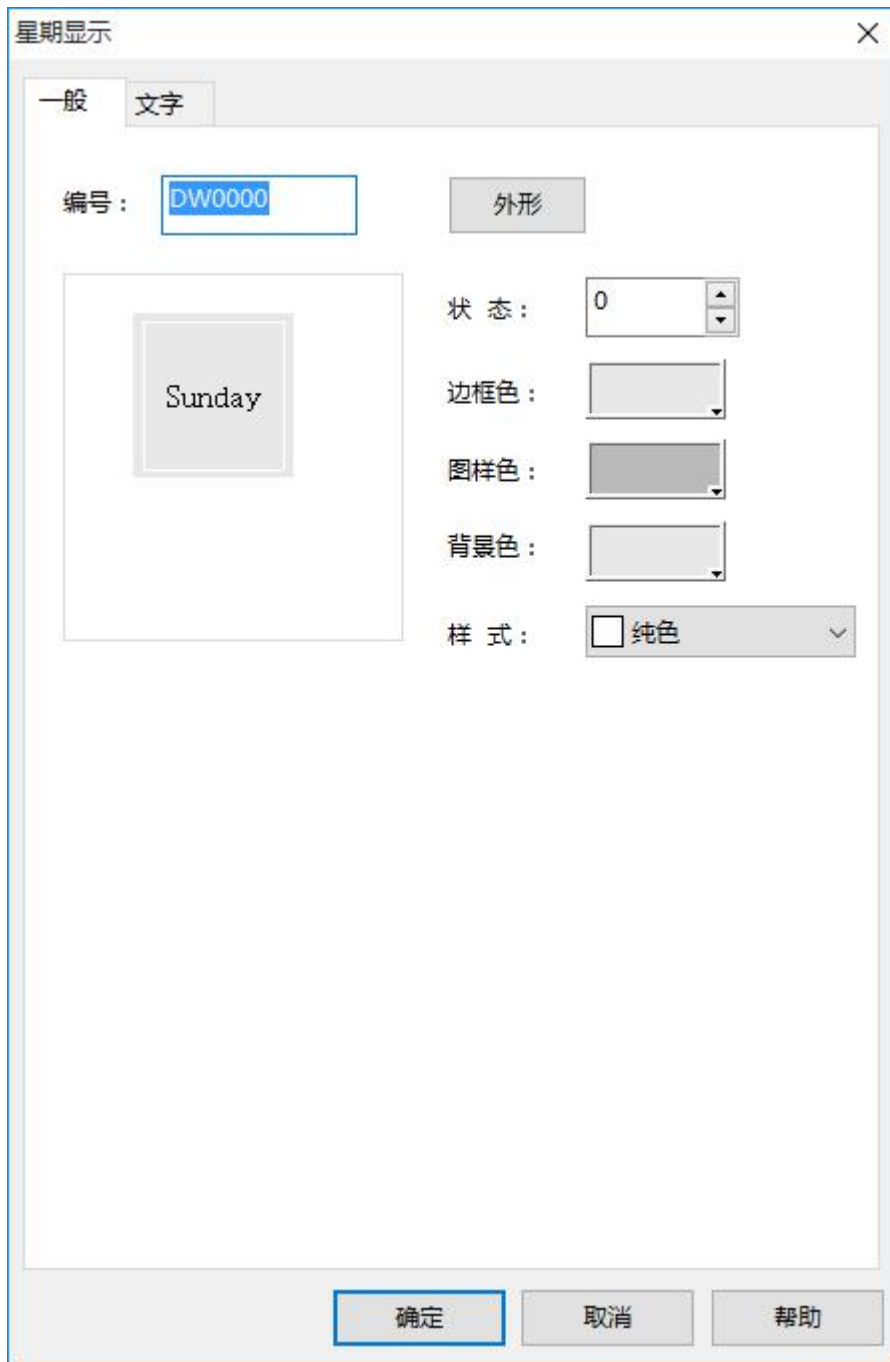 星期显示
一般 文字
编号： DW0000 外形
Sunday
状 态： 0
边框色：
图样色：
背景色：
样 式： 纯色
确定 取消 帮助